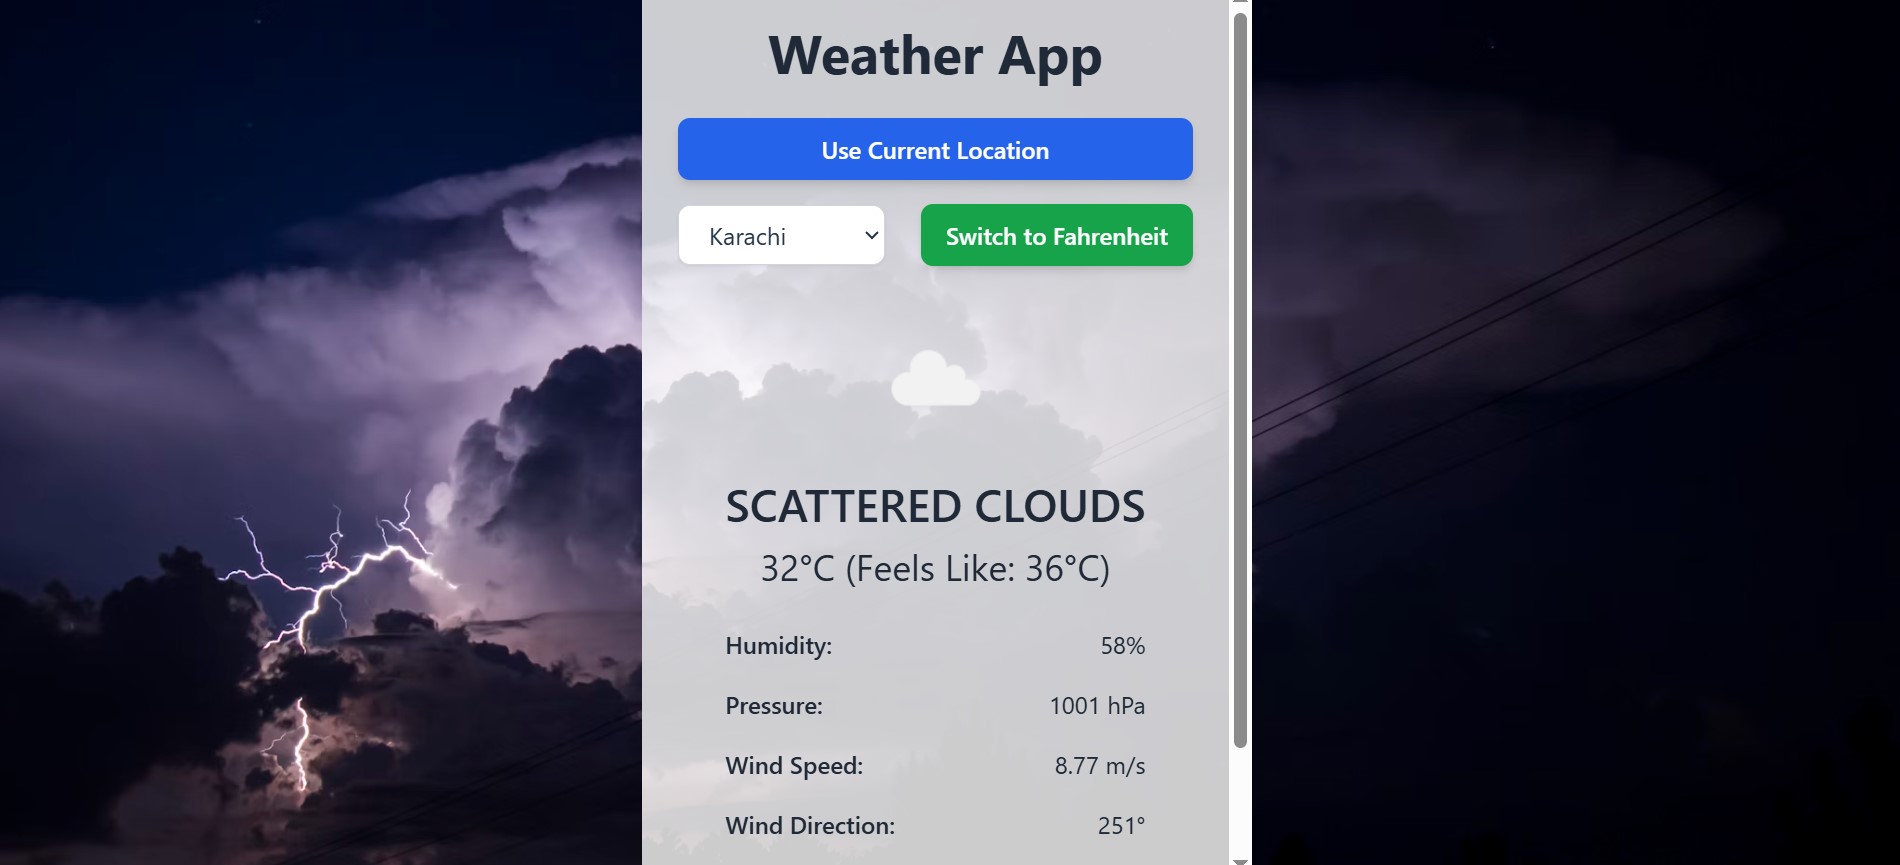 Weather App
Use Current Location
Karachi
Switch to Fahrenheit
SCATTERED CLOUDS
32°C (Feels Like: 36°C)
Humidity: 58%
Pressure: 1001 hPa
Wind Speed: 8.77 m/s
Wind Direction: 251°